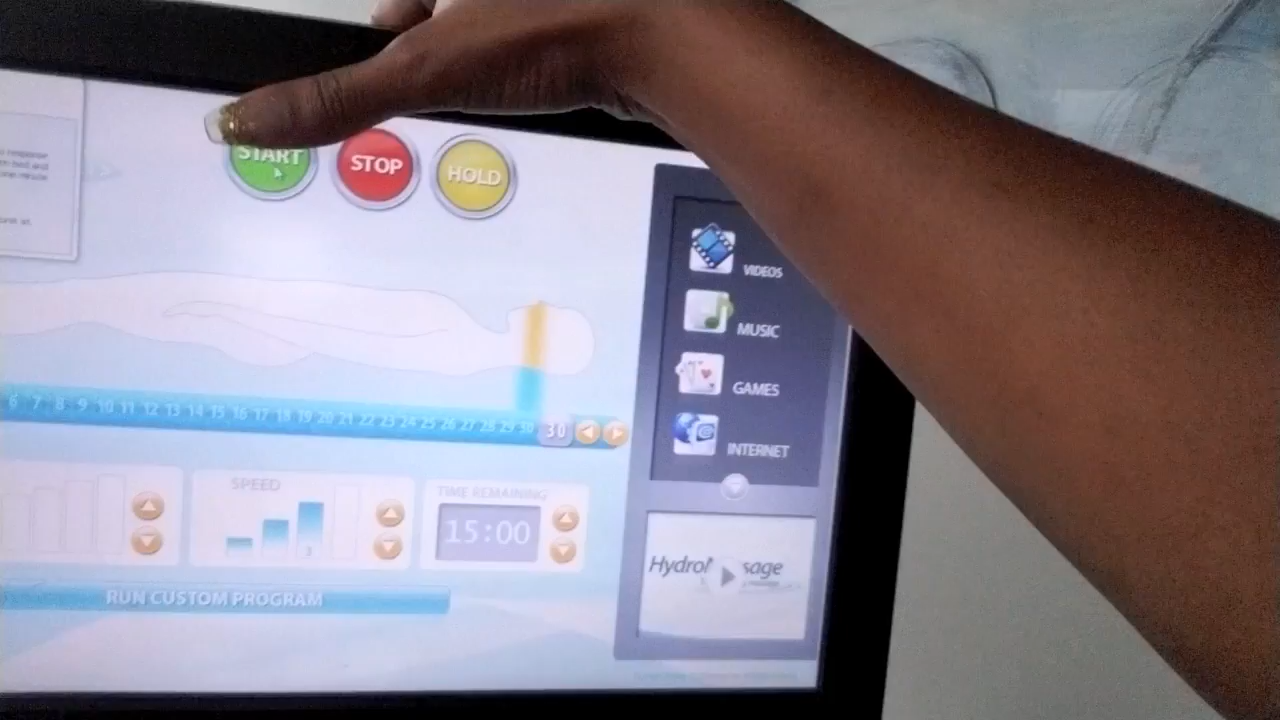 START
STOP
HOLD
VIDEOS
MUSIC
GAMES
INTERNET
6 7 8 9 10 11 12 13 14 15 16 17 18 19 20 21 22 23 24 25 26 27 28 29 30
30
SPEED
3
TIME REMAINING
15:00
RUN CUSTOM PROGRAM